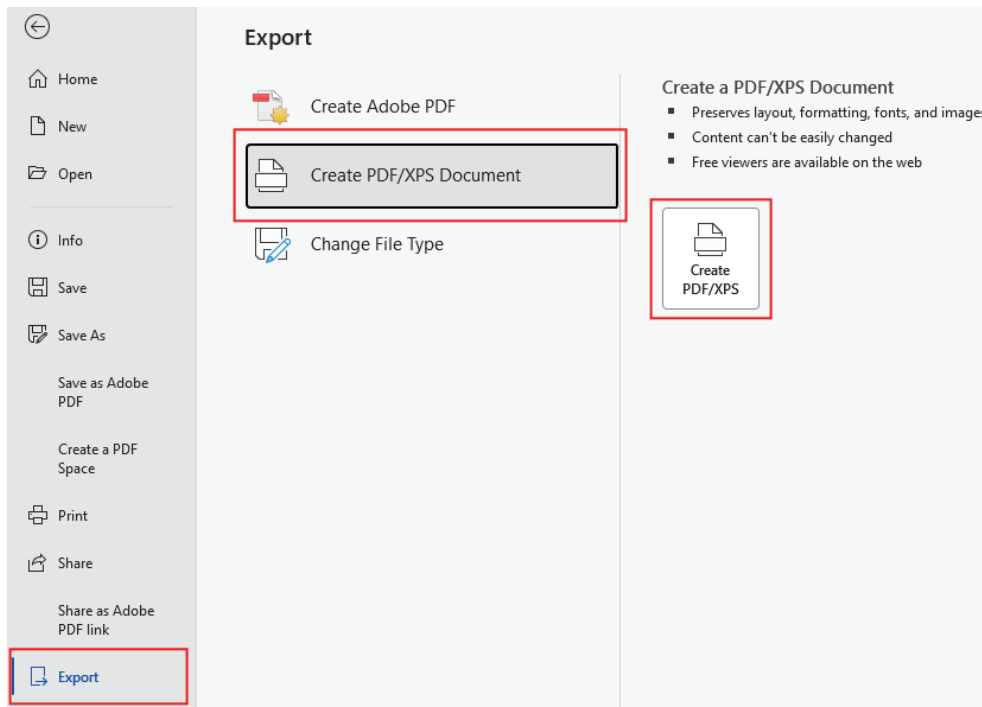 Home
New
Open
Info
Save
Save As
Save as Adobe
PDF
Create a PDF
Space
Print
Share
Share as Adobe
PDF link
Export
Export
Create Adobe PDF
Create PDF/XPS Document
Change File Type
Create a PDF/XPS Document
Preserves layout, formatting, fonts, and images
Content can't be easily changed
Free viewers are available on the web
Create
PDF/XPS